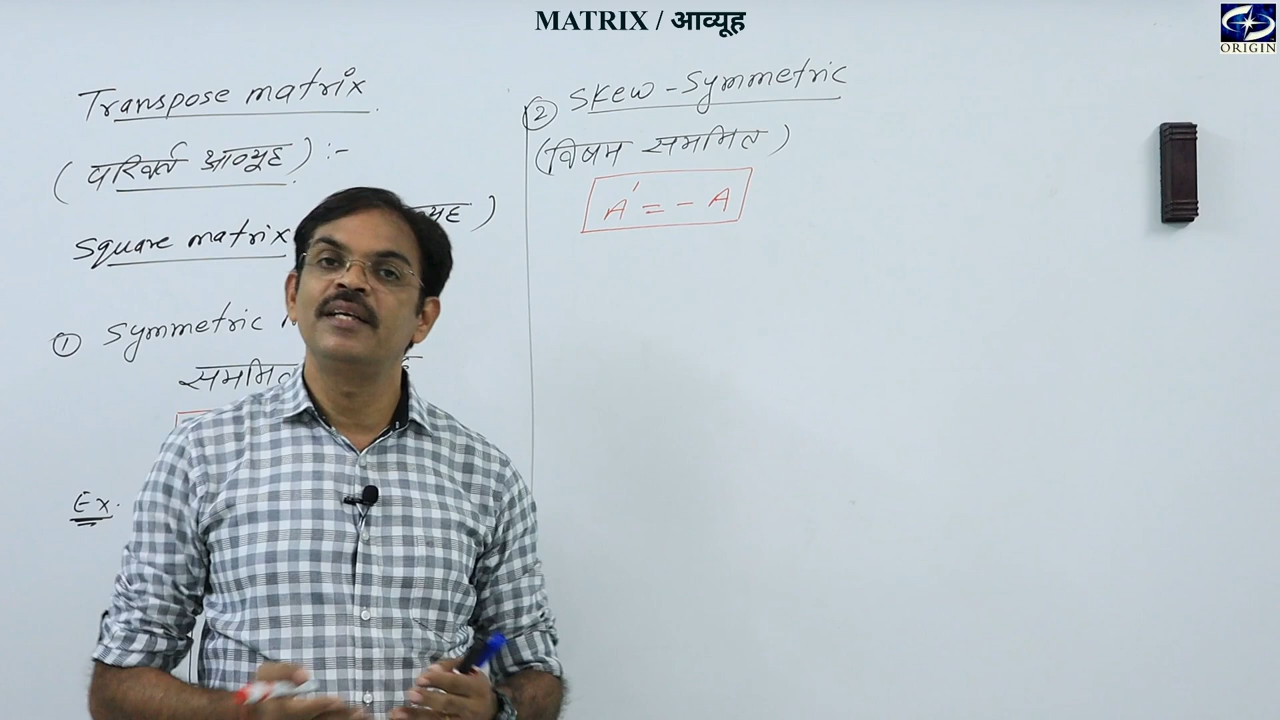 MATRIX / आव्यूह
ORIGIN
Transpose matrix
(परिवर्त आव्यूह) :-
Square matrix
① Symmetric
Ex.
② Skew-Symmetric
(विषम सममित)
A' = - A